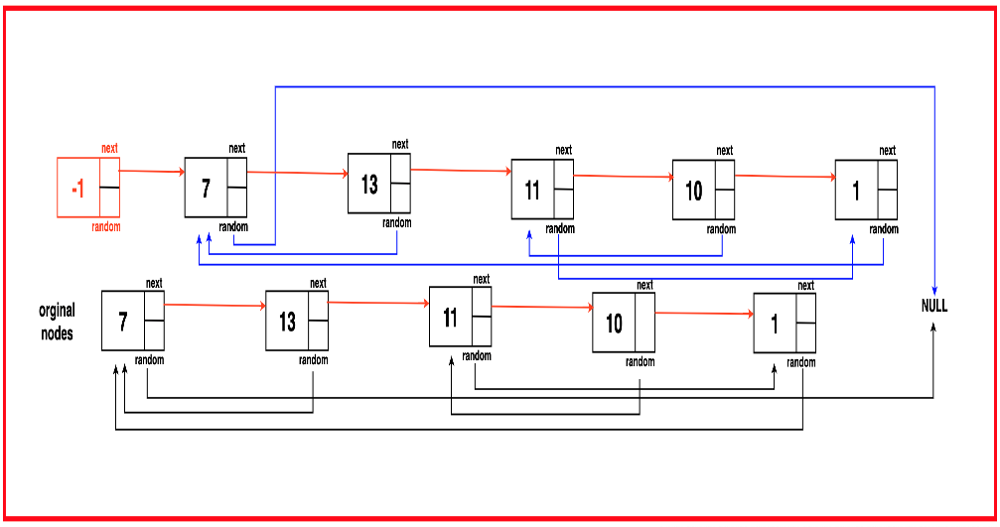 next next next next next next
-1 7 13 11 10 1
random random random random random random
next next next next next
orginal
nodes
7 13 11 10 1
NULL
random random random random random